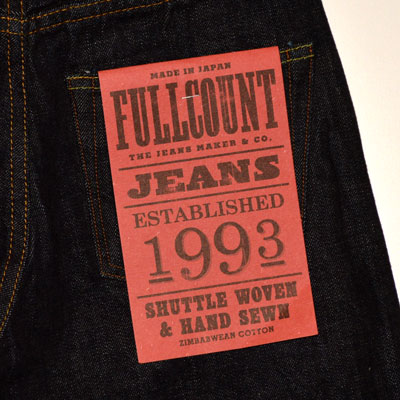 MADE IN JAPAN
FULLCOUNT
THE JEANS MAKER & CO.
JEANS
ESTABLISHED
1993
SHUTTLE WOVEN
& HAND SEWN
ZIMBABWEAN COTTON